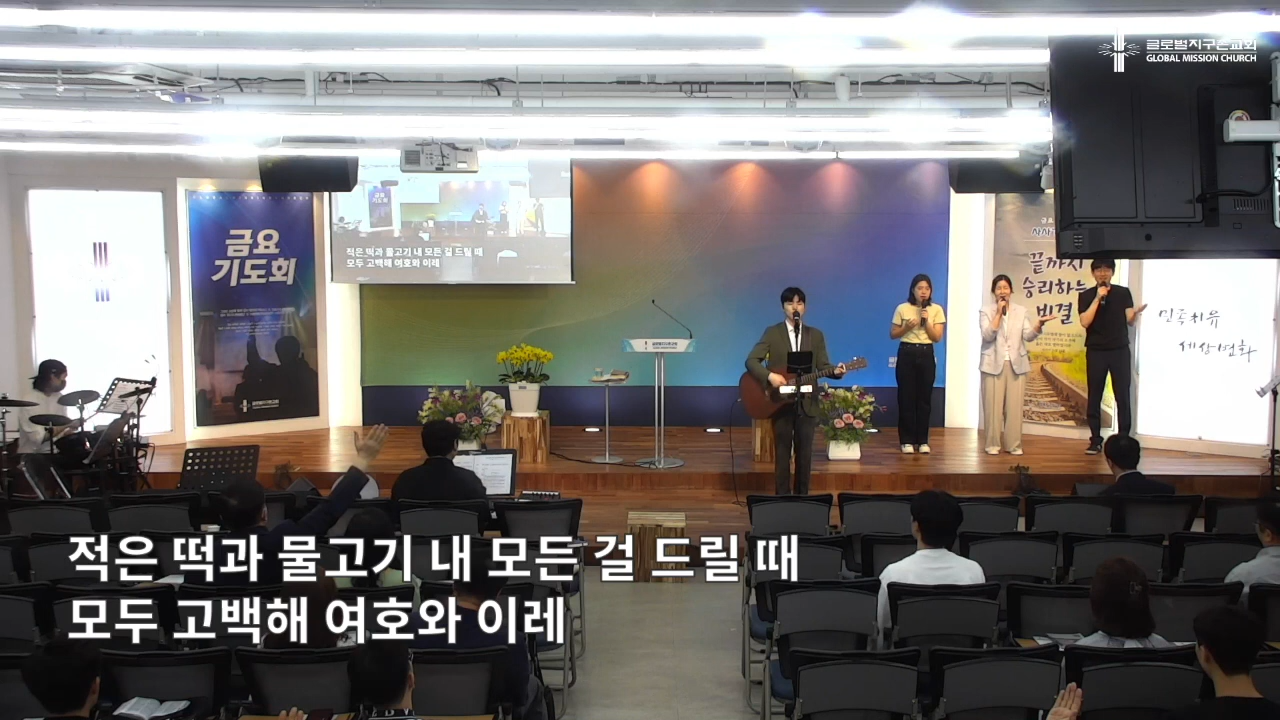 글로벌지구촌교회
GLOBAL MISSION CHURCH
금요
기도회
적은 떡과 물고기 내 모든 걸 드릴 때
모두 고백해 여호와 이레
끝까지
승리하는
비결
민족치유
세상변화
적은 떡과 물고기 내 모든 걸 드릴 때
모두 고백해 여호와 이레